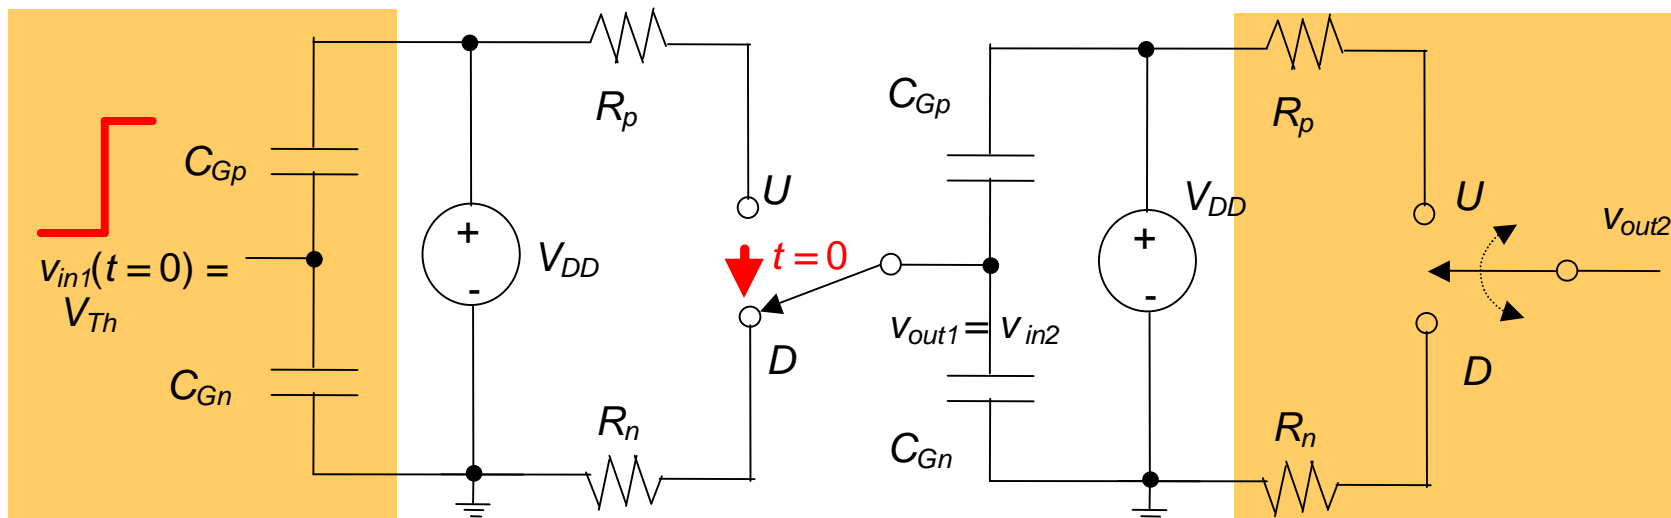 R_p
C_Gp
U
+
V_DD
-
t = 0
v_in1(t = 0) =
V_Th
D
C_Gn
R_n
C_Gp
R_p
U
V_DD
+
-
v_out2
v_out1 = v_in2
D
C_Gn
R_n